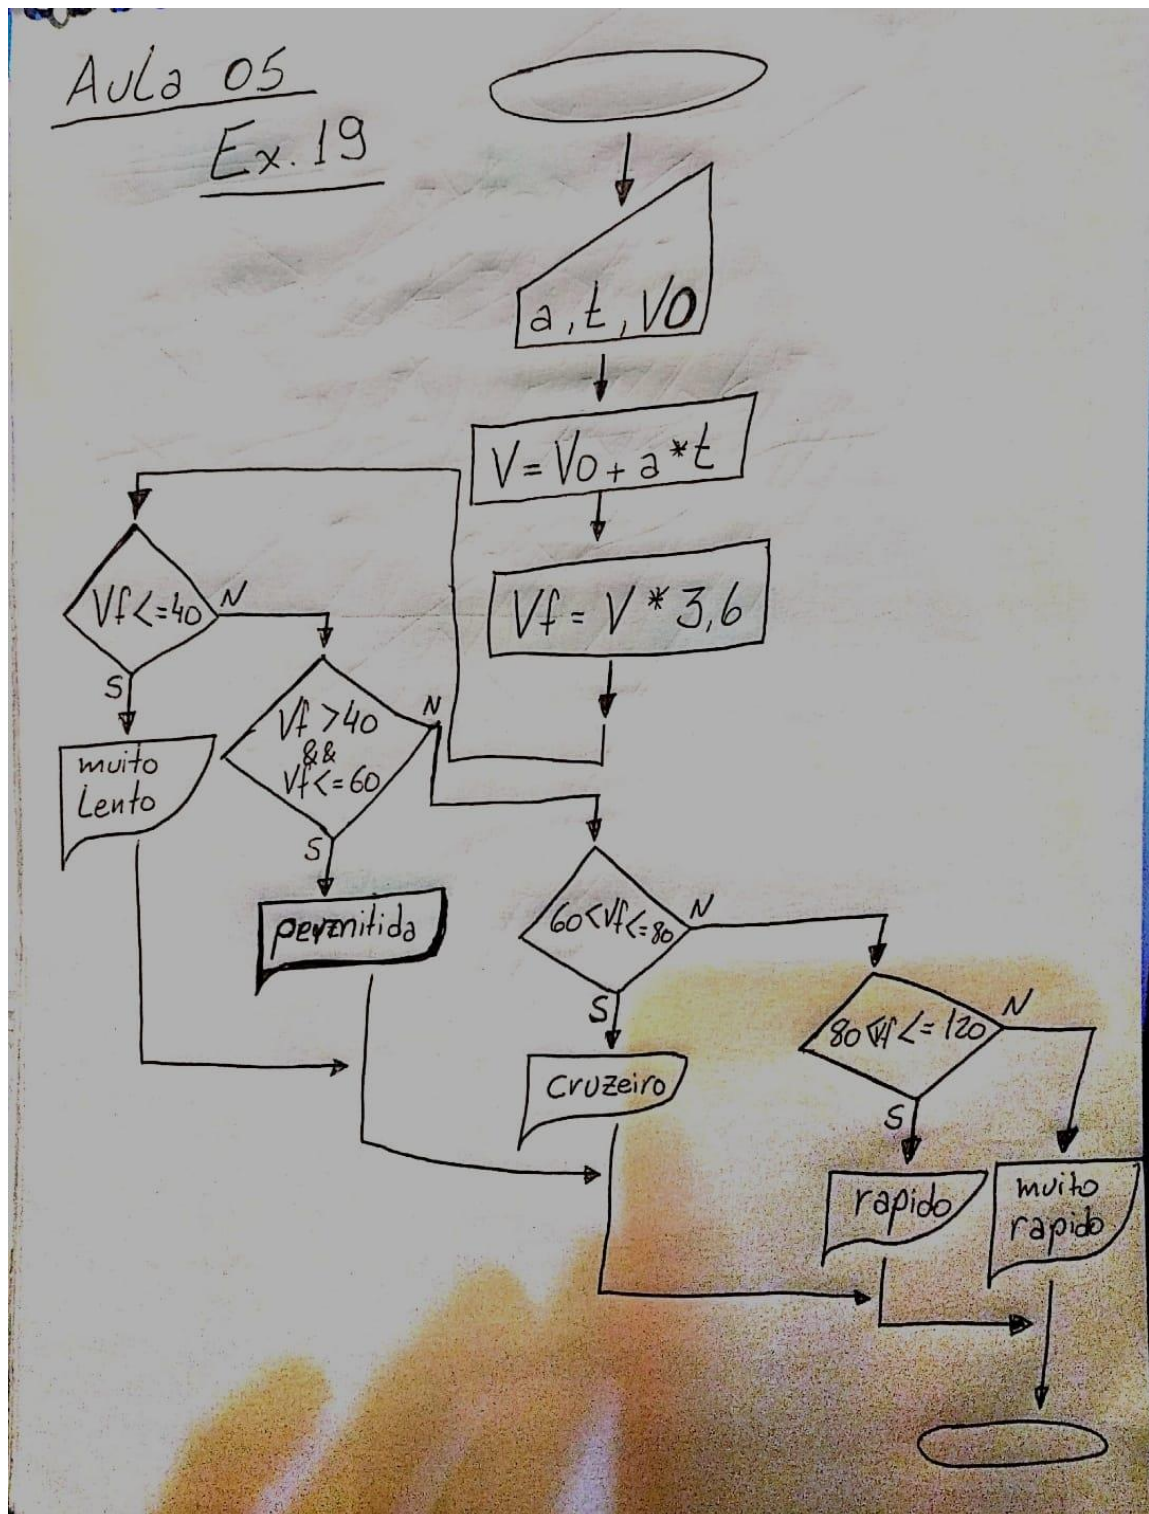 Aula 05
Ex. 19
a, t, V0
V = V0 + a * t
Vf = V * 3,6
Vf <= 40
N
S
muito
Lento
Vf > 40
&&
Vf <= 60
N
S
permitida
60 < Vf <= 80
N
S
Cruzeiro
80 < Vf <= 120
N
S
rapido
muito
rapido